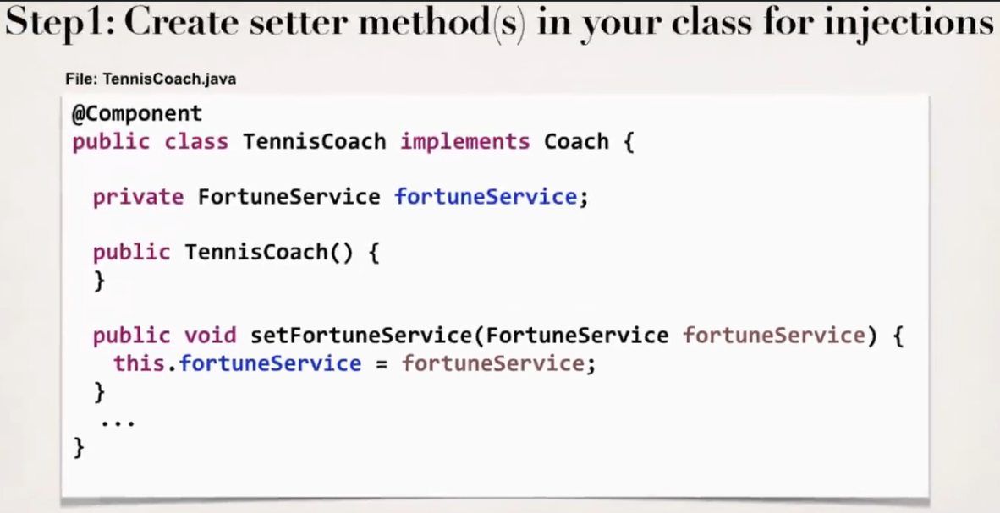 Step1: Create setter method(s) in your class for injections
File: TennisCoach.java
@Component
public class TennisCoach implements Coach {
private FortuneService fortuneService;
public TennisCoach() {
}
public void setFortuneService(FortuneService fortuneService) {
this.fortuneService = fortuneService;
}
...
}